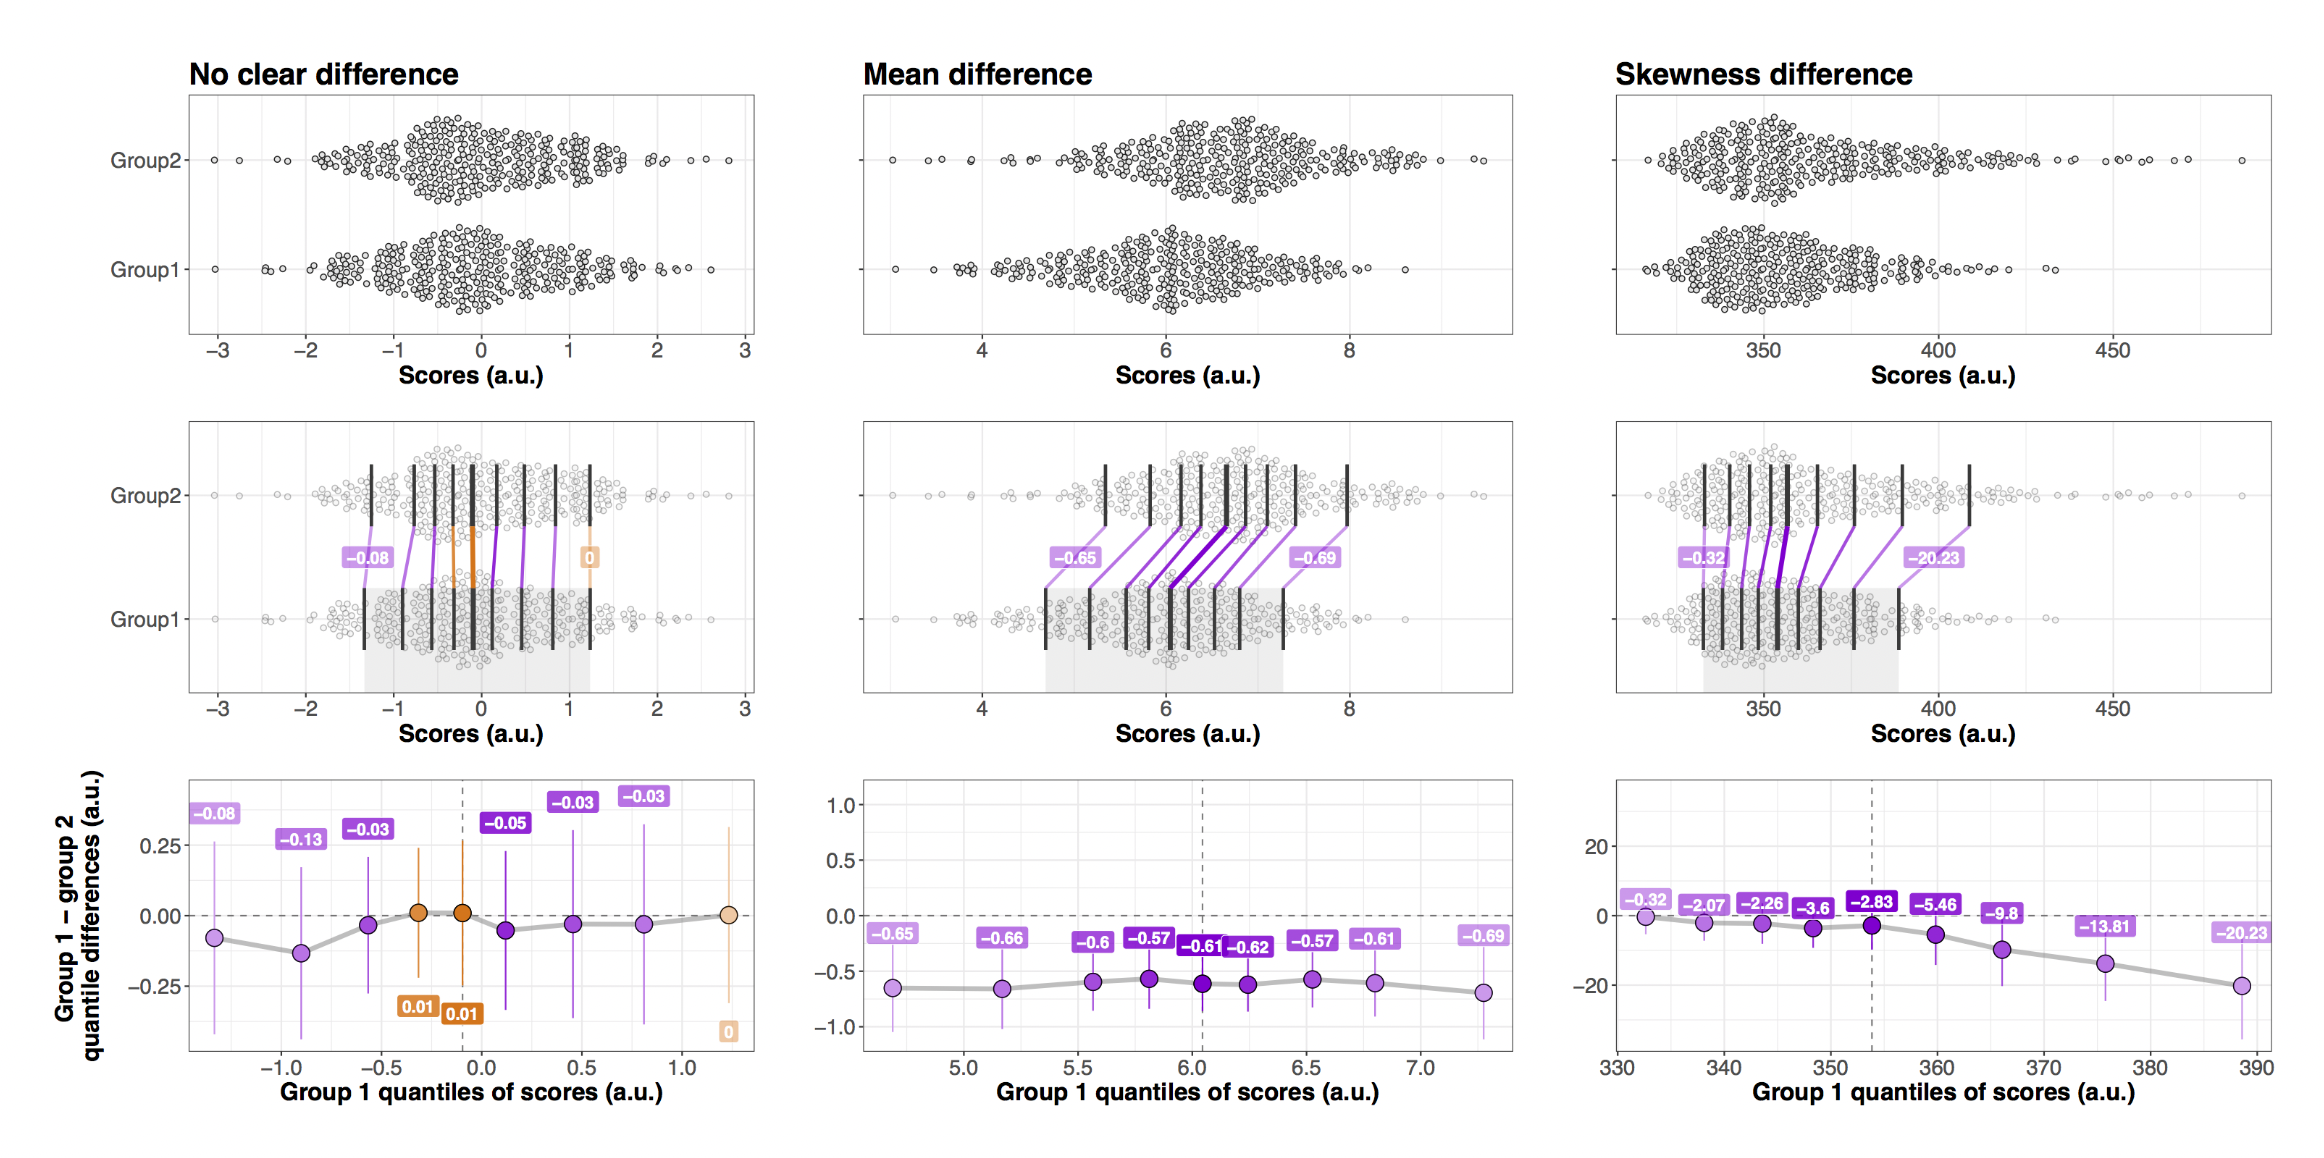 No clear difference
Mean difference
Skewness difference
Group2
Group1
−3 −2 −1 0 1 2 3
4 6 8
350 400 450
Scores (a.u.)
Scores (a.u.)
Scores (a.u.)
Group2
−0.08
0
−0.65
−0.69
−0.32
−20.23
Group1
−3 −2 −1 0 1 2 3
4 6 8
350 400 450
Scores (a.u.)
Scores (a.u.)
Scores (a.u.)
Group 1 − group 2
quantile differences (a.u.)
0.25
0.00
−0.25
−0.08 −0.13 −0.03 0.01 0.01 −0.05 −0.03 −0.03 0
−1.0 −0.5 0.0 0.5 1.0
Group 1 quantiles of scores (a.u.)
1.0
0.5
0.0
−0.5
−1.0
−0.65 −0.66 −0.6 −0.57 −0.61 −0.62 −0.57 −0.61 −0.69
5.0 5.5 6.0 6.5 7.0
Group 1 quantiles of scores (a.u.)
20
0
−20
−0.32 −2.07 −2.26 −3.6 −2.83 −5.46 −9.8 −13.81 −20.23
330 340 350 360 370 380 390
Group 1 quantiles of scores (a.u.)